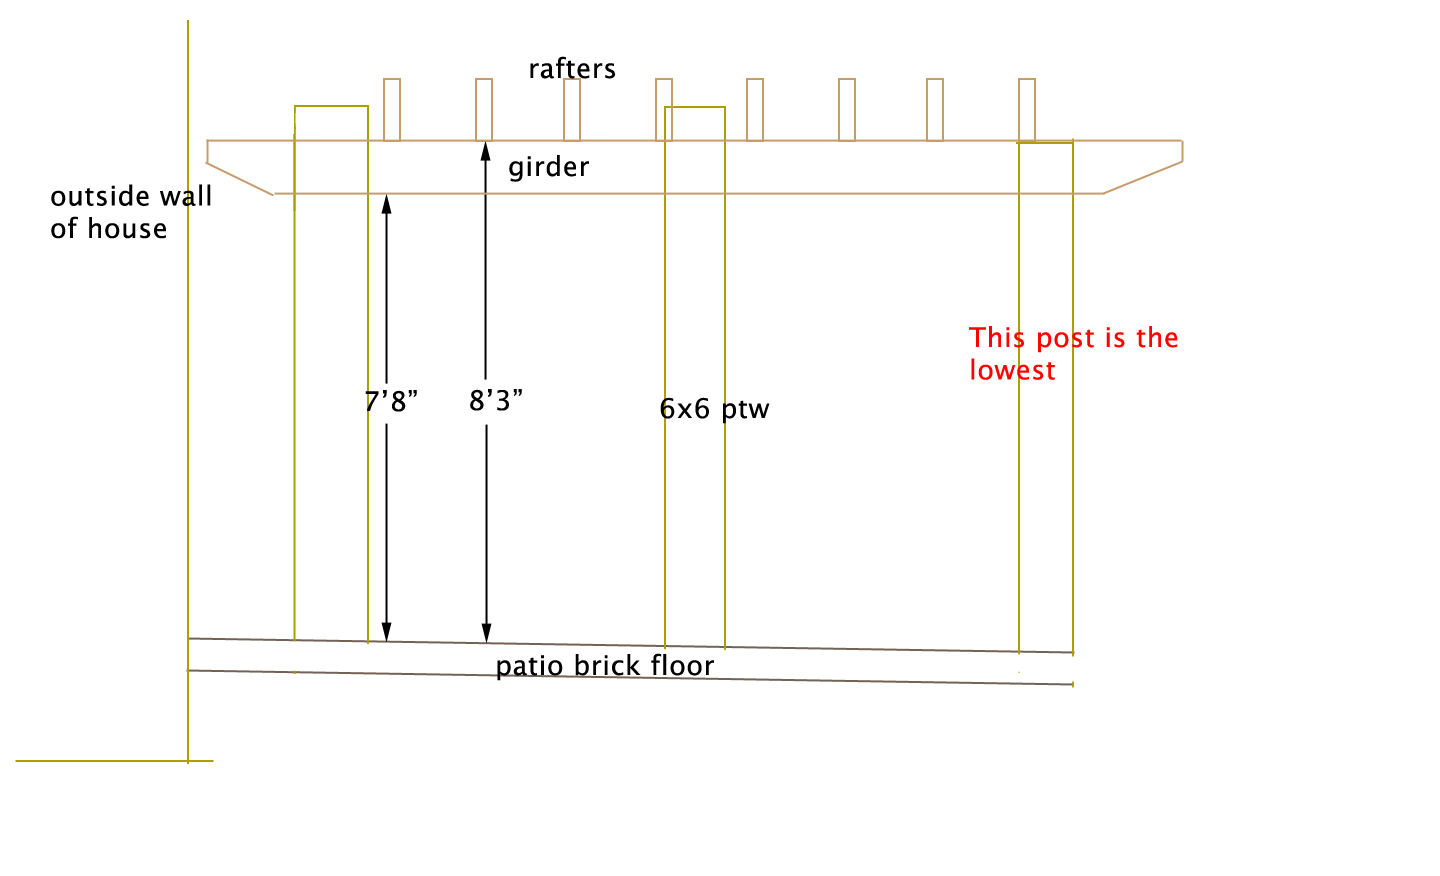 rafters
girder
outside wall
of house
This post is the
lowest
7’8”
8’3”
6x6 ptw
patio brick floor